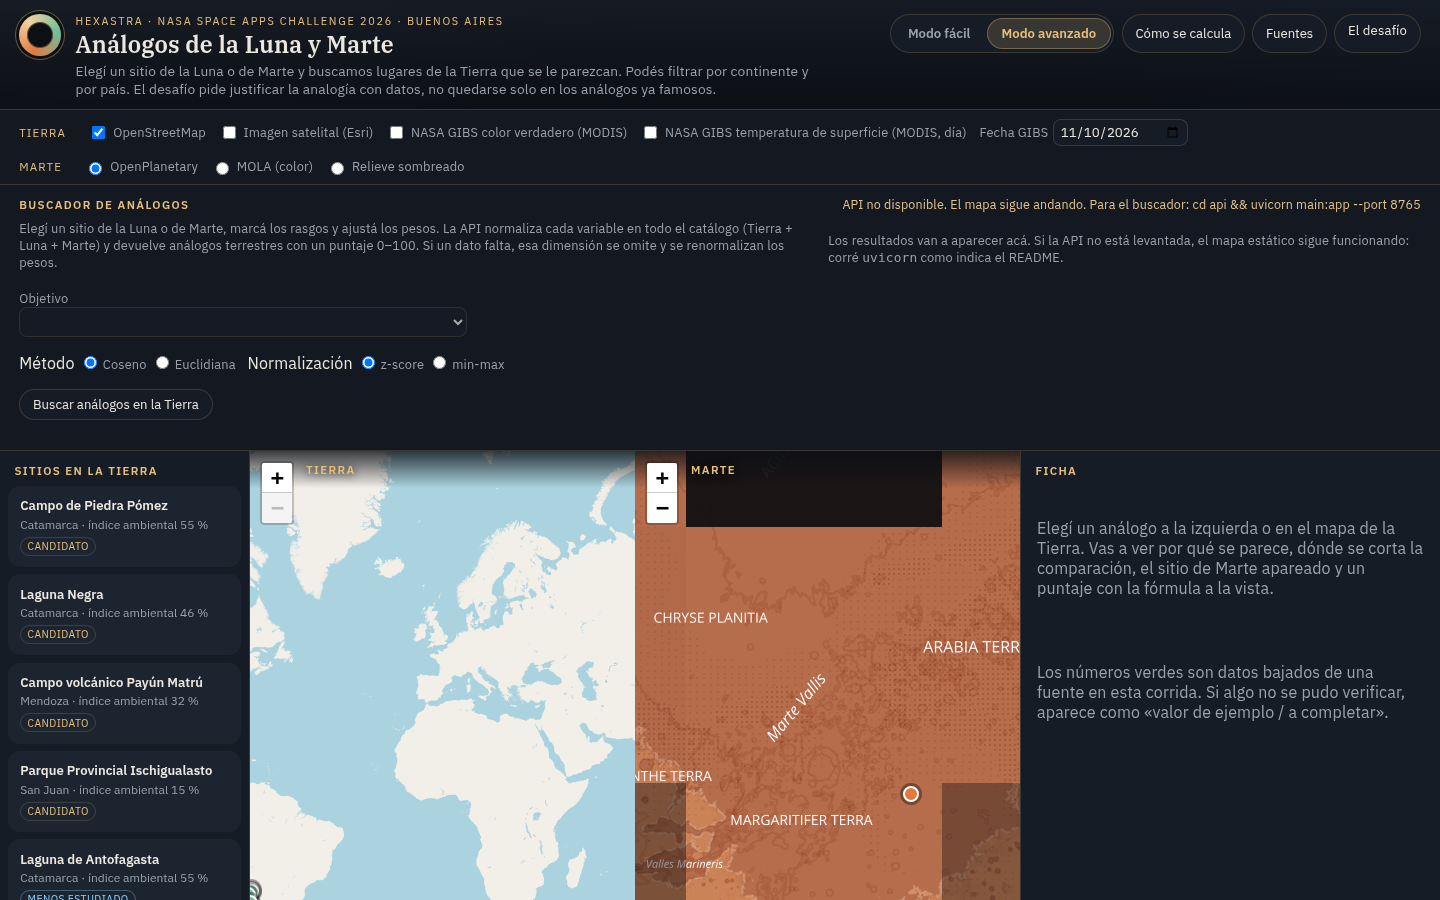 HEXASTRA · NASA SPACE APPS CHALLENGE 2026 · BUENOS AIRES
Análogos de la Luna y Marte
Elegí un sitio de la Luna o de Marte y buscamos lugares de la Tierra que se le parezcan. Podés filtrar por continente y
por país. El desafío pide justificar la analogía con datos, no quedarse solo en los análogos ya famosos.
Modo fácil
Modo avanzado
Cómo se calcula
Fuentes
El desafío
TIERRA
OpenStreetMap
Imagen satelital (Esri)
NASA GIBS color verdadero (MODIS)
NASA GIBS temperatura de superficie (MODIS, día)
Fecha GIBS
11/10/2026
MARTE
OpenPlanetary
MOLA (color)
Relieve sombreado
BUSCADOR DE ANÁLOGOS
Elegí un sitio de la Luna o de Marte, marcá los rasgos y ajustá los pesos. La API normaliza cada variable en todo el catálogo (Tierra +
Luna + Marte) y devuelve análogos terrestres con un puntaje 0–100. Si un dato falta, esa dimensión se omite y se renormalizan los
pesos.
Objetivo
Método
Coseno
Euclidiana
Normalización
z-score
min-max
Buscar análogos en la Tierra
API no disponible. El mapa sigue andando. Para el buscador: cd api && uvicorn main:app --port 8765
Los resultados van a aparecer acá. Si la API no está levantada, el mapa estático sigue funcionando:
corré uvicorn como indica el README.
SITIOS EN LA TIERRA
Campo de Piedra Pómez
Catamarca · índice ambiental 55 %
CANDIDATO
Laguna Negra
Catamarca · índice ambiental 46 %
CANDIDATO
Campo volcánico Payún Matrú
Mendoza · índice ambiental 32 %
CANDIDATO
Parque Provincial Ischigualasto
San Juan · índice ambiental 15 %
CANDIDATO
Laguna de Antofagasta
Catamarca · índice ambiental 55 %
MENOS ESTUDIADO
+
−
TIERRA
+
−
MARTE
CHRYSE PLANITIA
ARABIA TERR
Marte Vallis
NTHE TERRA
MARGARITIFER TERRA
Valles Marineris
FICHA
Elegí un análogo a la izquierda o en el mapa de la
Tierra. Vas a ver por qué se parece, dónde se corta la
comparación, el sitio de Marte apareado y un
puntaje con la fórmula a la vista.
Los números verdes son datos bajados de una
fuente en esta corrida. Si algo no se pudo verificar,
aparece como «valor de ejemplo / a completar».